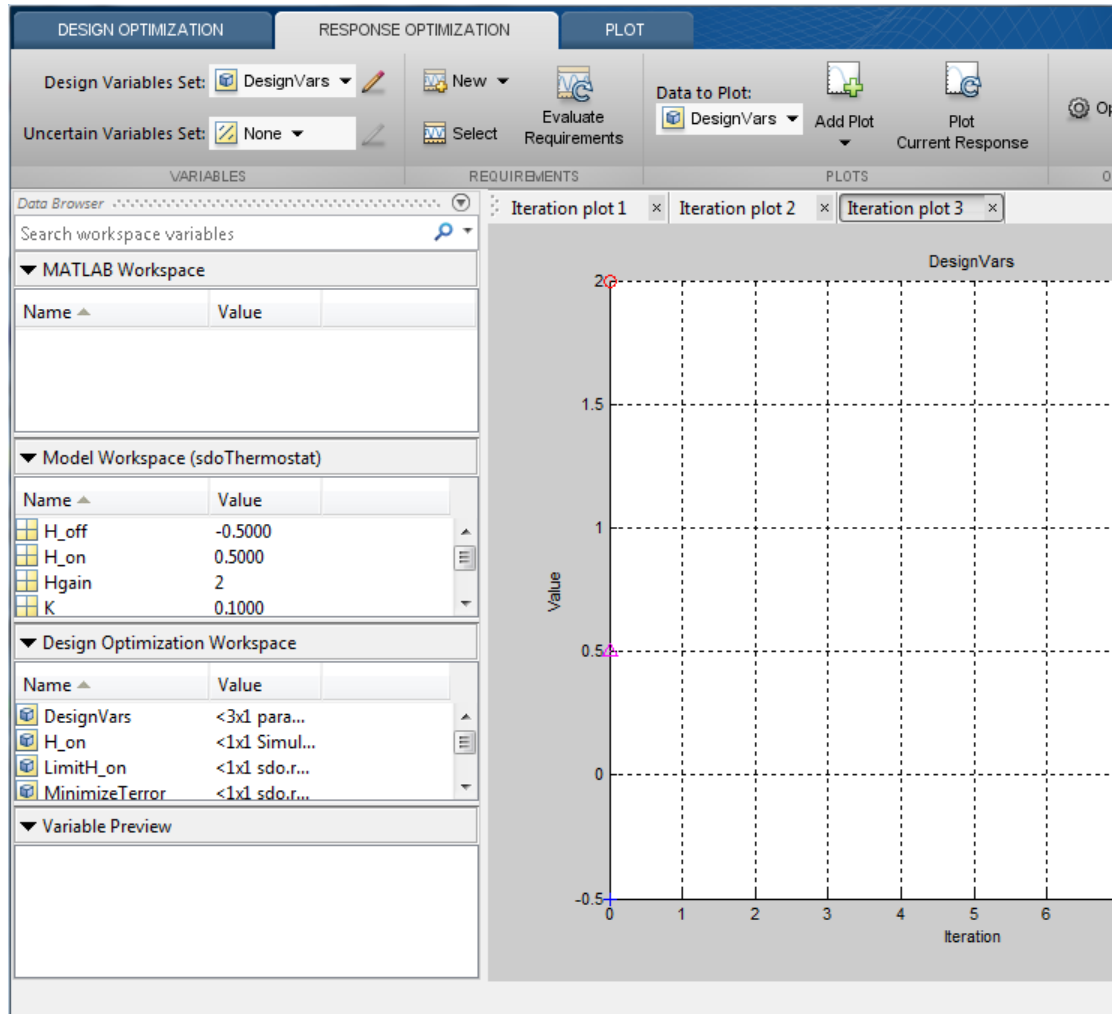 DESIGN OPTIMIZATION RESPONSE OPTIMIZATION PLOT
Design Variables Set: DesignVars
Uncertain Variables Set: None
VARIABLES
New
Select
Evaluate
Requirements
REQUIREMENTS
Data to Plot:
DesignVars
Add Plot
Plot
Current Response
PLOTS
Op
O
Data Browser
Search workspace variables
MATLAB Workspace
Name Value
Model Workspace (sdoThermostat)
Name Value
H_off -0.5000
H_on 0.5000
Hgain 2
K 0.1000
Design Optimization Workspace
Name Value
DesignVars <3x1 para...
H_on <1x1 Simul...
LimitH_on <1x1 sdo.r...
MinimizeTerror <1x1 sdo.r...
Variable Preview
Iteration plot 1 × Iteration plot 2 × Iteration plot 3 ×
DesignVars
2
1.5
1
0.5
0
-0.5
Value
0 1 2 3 4 5 6
Iteration